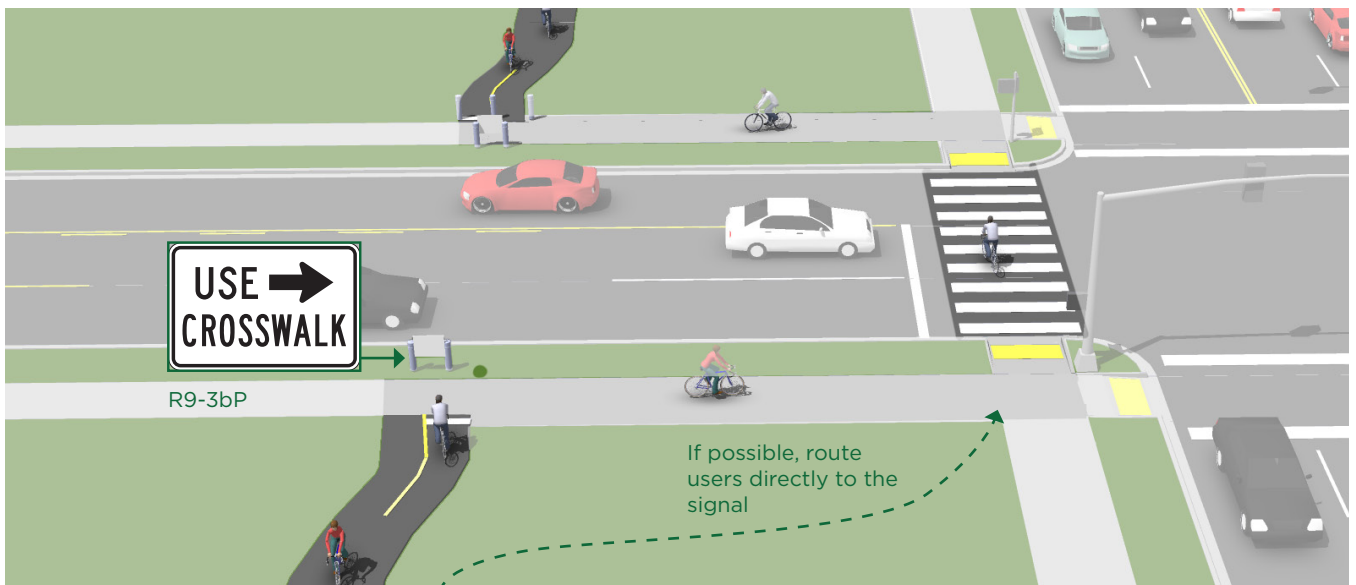 USE
CROSSWALK
R9-3bP
If possible, route
users directly to the
signal